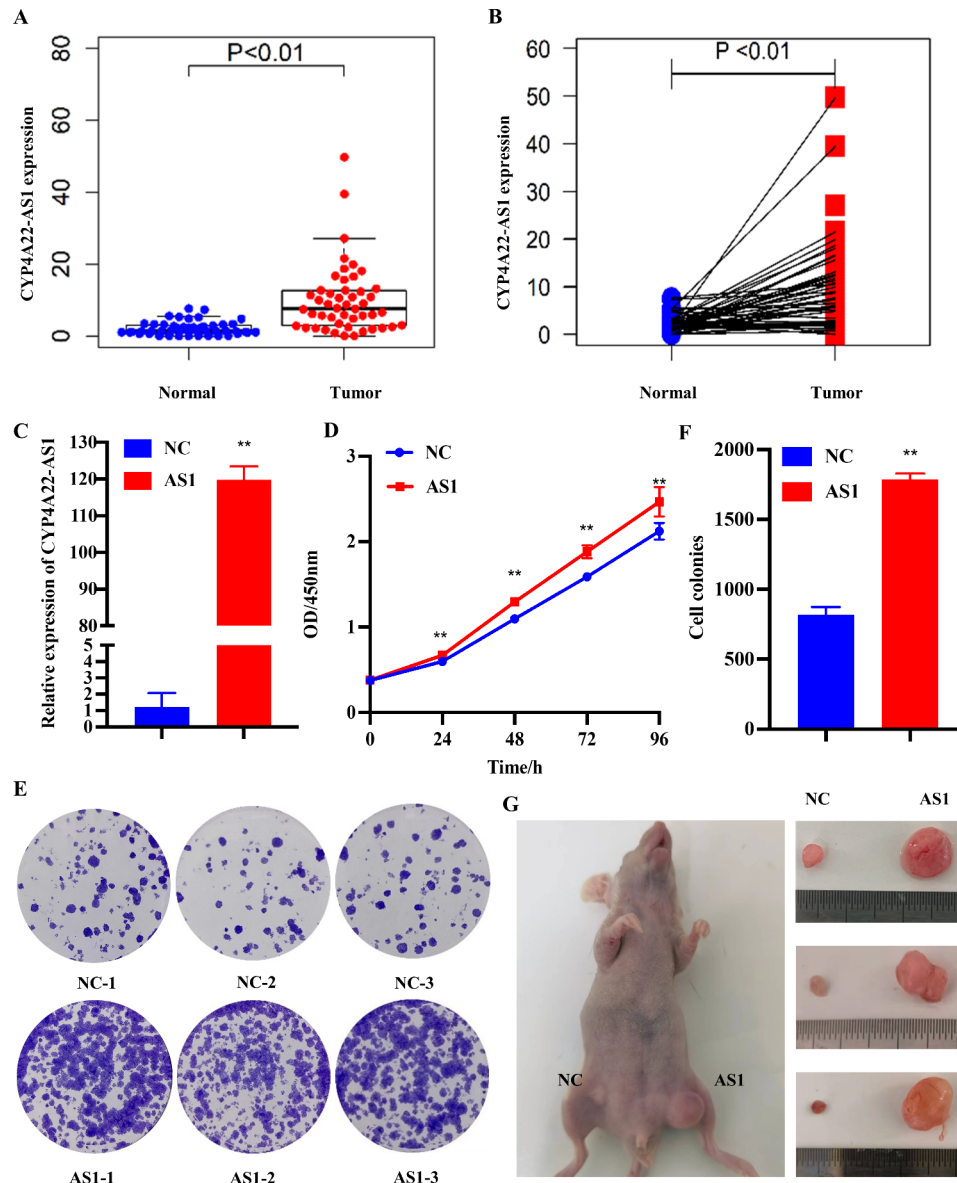 A
80
60
40
20
0
CYP4A22-AS1 expression
P<0.01
Normal
Tumor
B
60
50
40
30
20
10
0
CYP4A22-AS1 expression
P <0.01
Normal
Tumor
C
130
120
110
100
90
80
5
4
3
2
1
0
Relative expression of CYP4A22-AS1
NC
AS1
**
D
3
2
1
0
OD/450nm
NC
AS1
**
**
**
**
0
24
48
72
96
Time/h
F
2000
1500
1000
500
0
Cell colonies
NC
AS1
**
E
NC-1
NC-2
NC-3
AS1-1
AS1-2
AS1-3
G
NC
AS1
NC
AS1